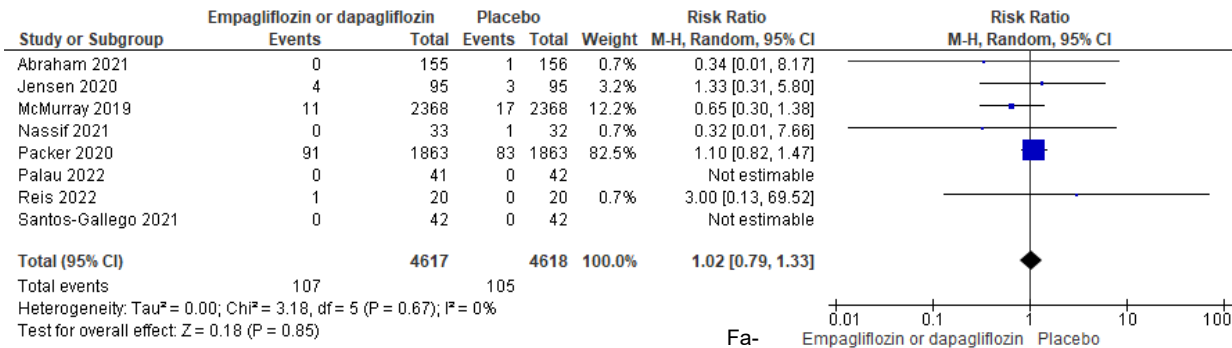 Empagliflozin or dapagliflozin Placebo Risk Ratio Risk Ratio
Study or Subgroup Events Total Events Total Weight M-H, Random, 95% CI M-H, Random, 95% CI
Abraham 2021 0 155 1 156 0.7% 0.34 [0.01, 8.17]
Jensen 2020 4 95 3 95 3.2% 1.33 [0.31, 5.80]
McMurray 2019 11 2368 17 2368 12.2% 0.65 [0.30, 1.38]
Nassif 2021 0 33 1 32 0.7% 0.32 [0.01, 7.66]
Packer 2020 91 1863 83 1863 82.5% 1.10 [0.82, 1.47]
Palau 2022 0 41 0 42 Not estimable
Reis 2022 1 20 0 20 0.7% 3.00 [0.13, 69.52]
Santos-Gallego 2021 0 42 0 42 Not estimable
Total (95% CI) 4617 4618 100.0% 1.02 [0.79, 1.33]
Total events 107 105
Heterogeneity: Tau² = 0.00; Chi² = 3.18, df = 5 (P = 0.67); I² = 0%
Test for overall effect: Z = 0.18 (P = 0.85)
0.01 0.1 1 10 100
Fa- Empagliflozin or dapagliflozin Placebo